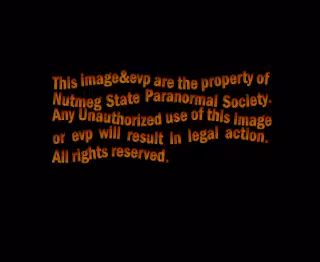 This image&evp are the property of
Nutmeg State Paranormal Society.
Any Unauthorized use of this image
or evp will result in legal action.
All rights reserved.